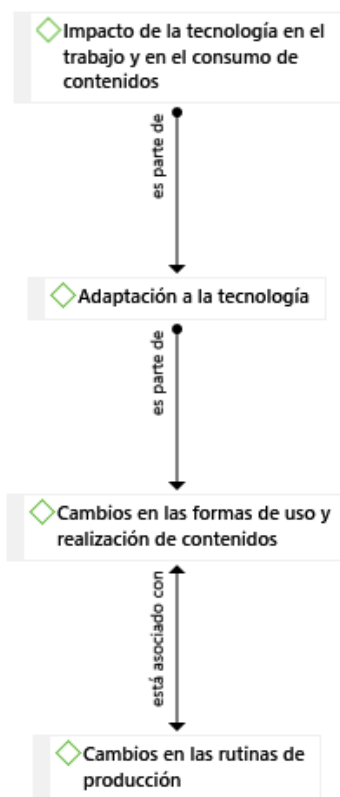 Impacto de la tecnología en el
trabajo y en el consumo de
contenidos
es parte de
Adaptación a la tecnología
es parte de
Cambios en las formas de uso y
realización de contenidos
está asociado con
Cambios en las rutinas de
producción